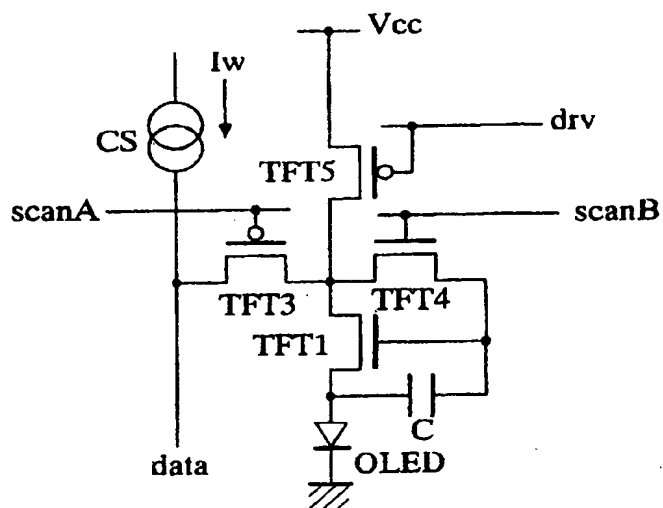 Vcc
Iw
CS
drv
TFT5
scanA
scanB
TFT3
TFT4
TFT1
C
data
OLED